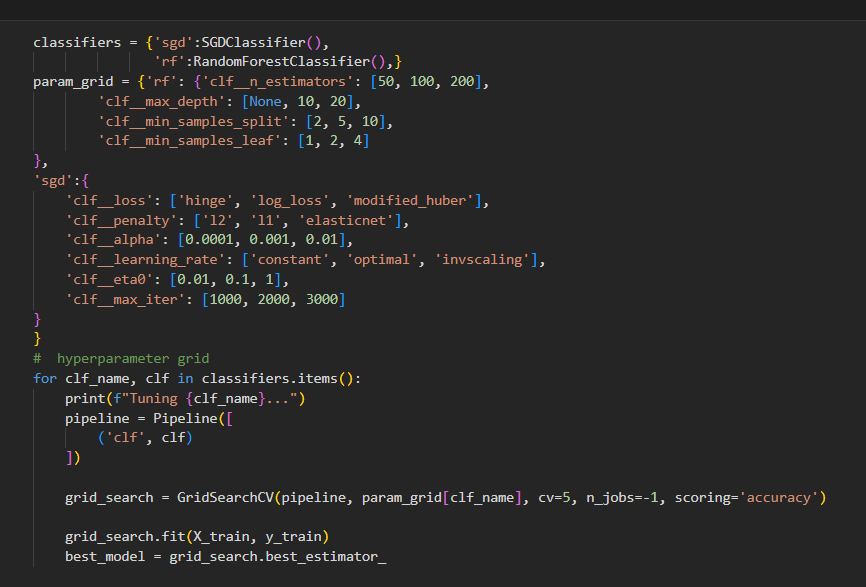 classifiers = {'sgd':SGDClassifier(),
'rf':RandomForestClassifier(),}
param_grid = {'rf': {'clf__n_estimators': [50, 100, 200],
'clf__max_depth': [None, 10, 20],
'clf__min_samples_split': [2, 5, 10],
'clf__min_samples_leaf': [1, 2, 4]
},
'sgd':{
'clf__loss': ['hinge', 'log_loss', 'modified_huber'],
'clf__penalty': ['l2', 'l1', 'elasticnet'],
'clf__alpha': [0.0001, 0.001, 0.01],
'clf__learning_rate': ['constant', 'optimal', 'invscaling'],
'clf__eta0': [0.01, 0.1, 1],
'clf__max_iter': [1000, 2000, 3000]
}
}
#  hyperparameter grid
for clf_name, clf in classifiers.items():
print(f"Tuning {clf_name}...")
pipeline = Pipeline([
('clf', clf)
])
grid_search = GridSearchCV(pipeline, param_grid[clf_name], cv=5, n_jobs=-1, scoring='accuracy')
grid_search.fit(X_train, y_train)
best_model = grid_search.best_estimator_